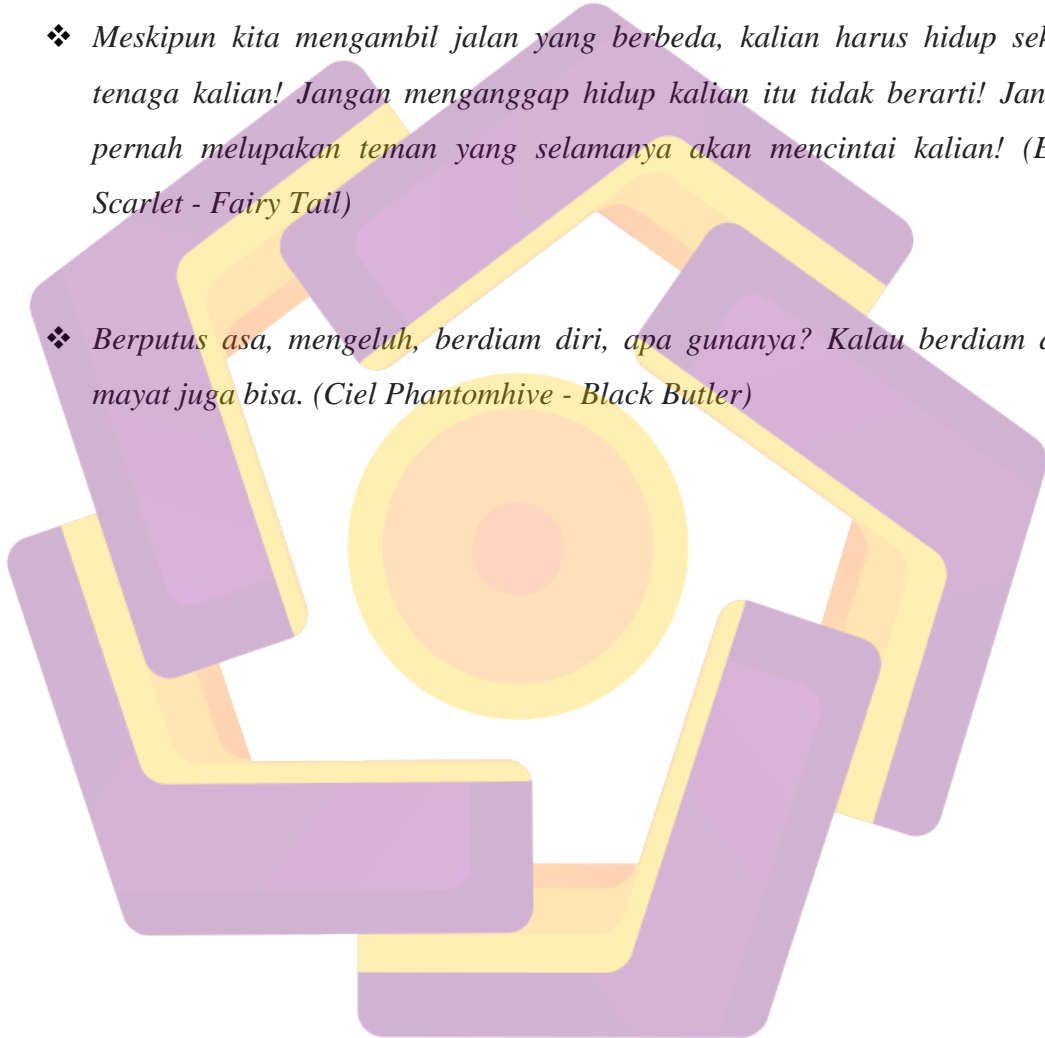 ❖ Meskipun kita mengambil jalan yang berbeda, kalian harus hidup
tenaga kalian! Jangan menganggap hidup kalian itu tidak berarti!
pernah melupakan teman yang selamanya akan mencintai kalian!
Scarlet - Fairy Tail)
❖ Berputus asa, mengeluh, berdiam diri, apa gunanya? Kalau berdiam
mayat juga bisa. (Ciel Phantomhive - Black Butler)